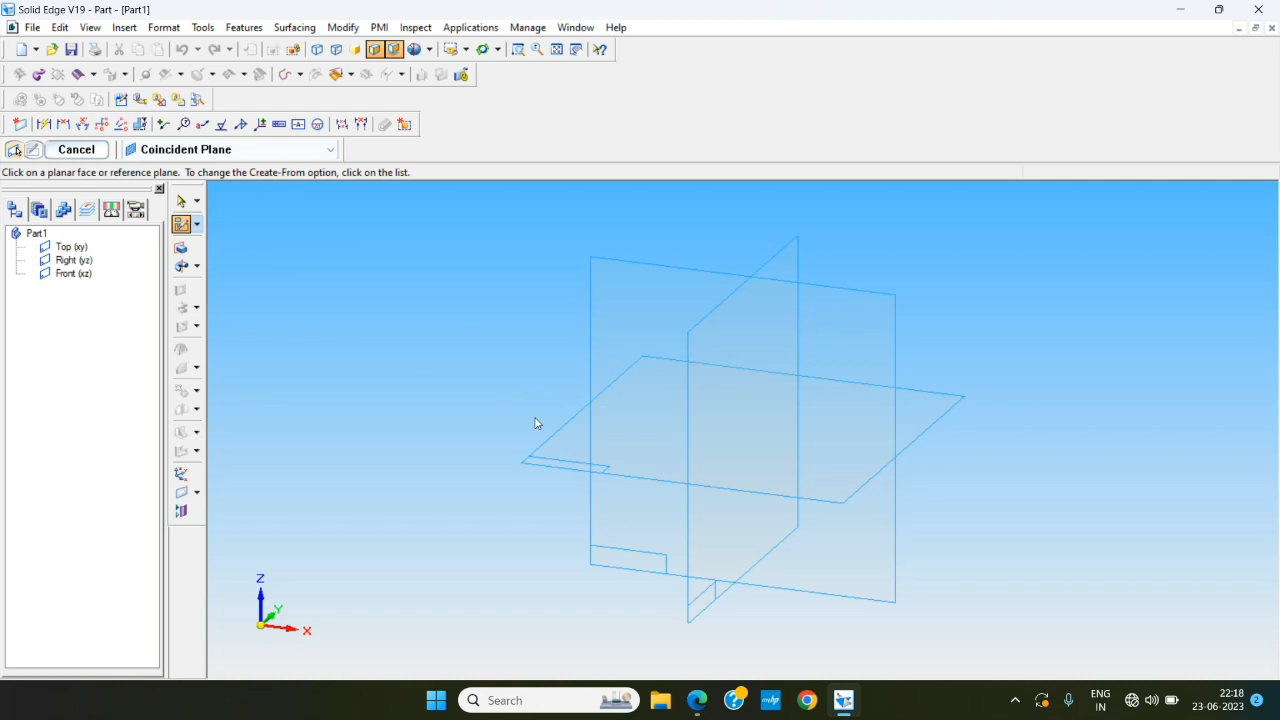 Solid Edge V19 - Part - [Part1]
File Edit View Insert Format Tools Features Surfacing Modify PMI Inspect Applications Manage Window Help
Cancel Coincident Plane
Click on a planar face or reference plane. To change the Create-From option, click on the list.
Part1
Top (xy)
Right (yz)
Front (xz)
Z
Y
X
Search
ENG
IN
22:18
23-06-2023
2